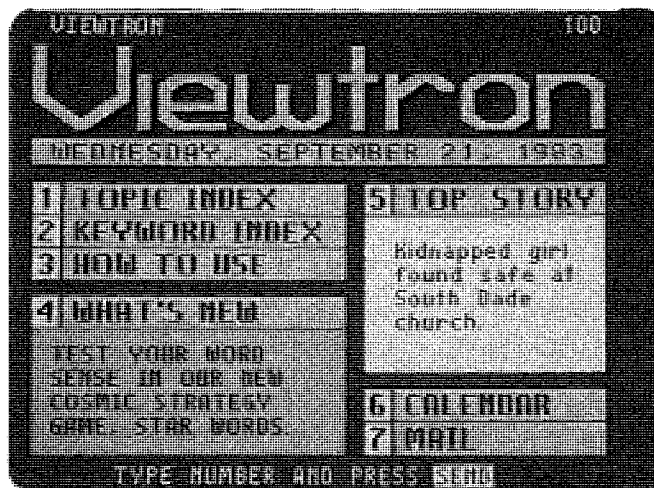 VIEWTRON 100
Viewtron
WEDNESDAY, SEPTEMBER 21, 1983
1 TOPIC INDEX
2 KEYWORD INDEX
3 HOW TO USE
4 WHAT'S NEW
TEST YOUR WORD
SENSE IN OUR NEW
COSMIC STRATEGY
GAME, STAR WORDS.
5 TOP STORY
Kidnapped girl
found safe at
South Dade
church.
6 CALENDAR
7 MAIL
TYPE NUMBER AND PRESS SEND